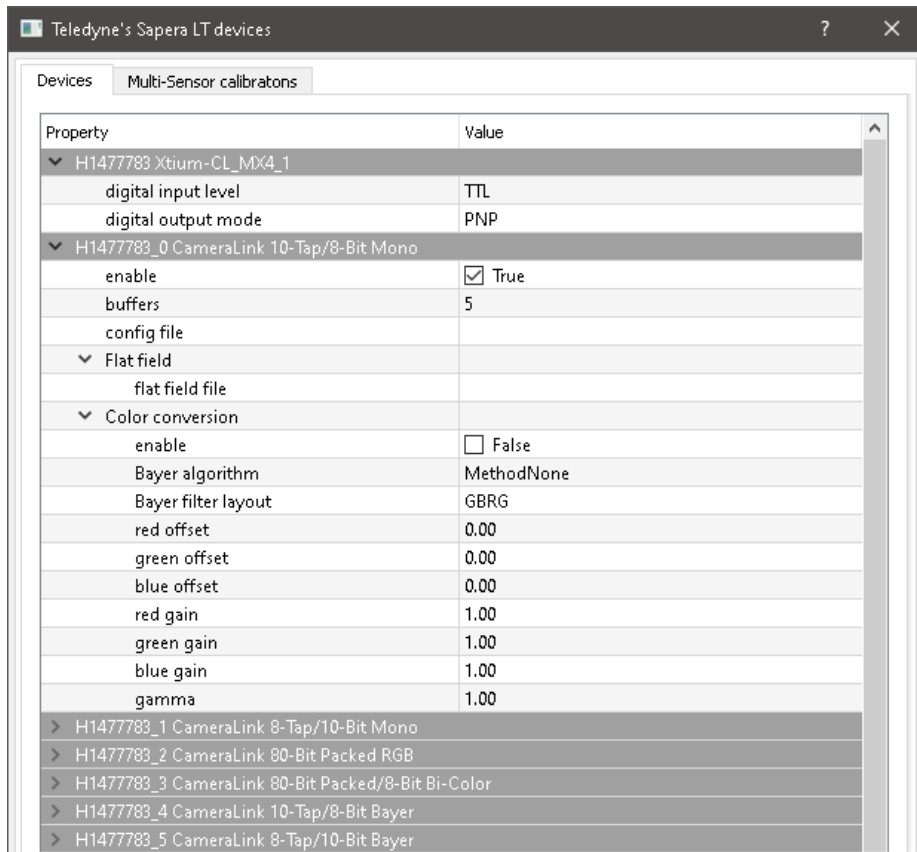 Teledyne's Sapera LT devices ?
Devices Multi-Sensor calibratons
Property Value
H1477783 Xtium-CL_MX4_1
digital input level TTL
digital output mode PNP
H1477783_0 CameraLink 10-Tap/8-Bit Mono
enable True
buffers 5
config file
Flat field
flat field file
Color conversion
enable False
Bayer algorithm MethodNone
Bayer filter layout GBRG
red offset 0.00
green offset 0.00
blue offset 0.00
red gain 1.00
green gain 1.00
blue gain 1.00
gamma 1.00
H1477783_1 CameraLink 8-Tap/10-Bit Mono
H1477783_2 CameraLink 80-Bit Packed RGB
H1477783_3 CameraLink 80-Bit Packed/8-Bit Bi-Color
H1477783_4 CameraLink 10-Tap/8-Bit Bayer
H1477783_5 CameraLink 8-Tap/10-Bit Bayer